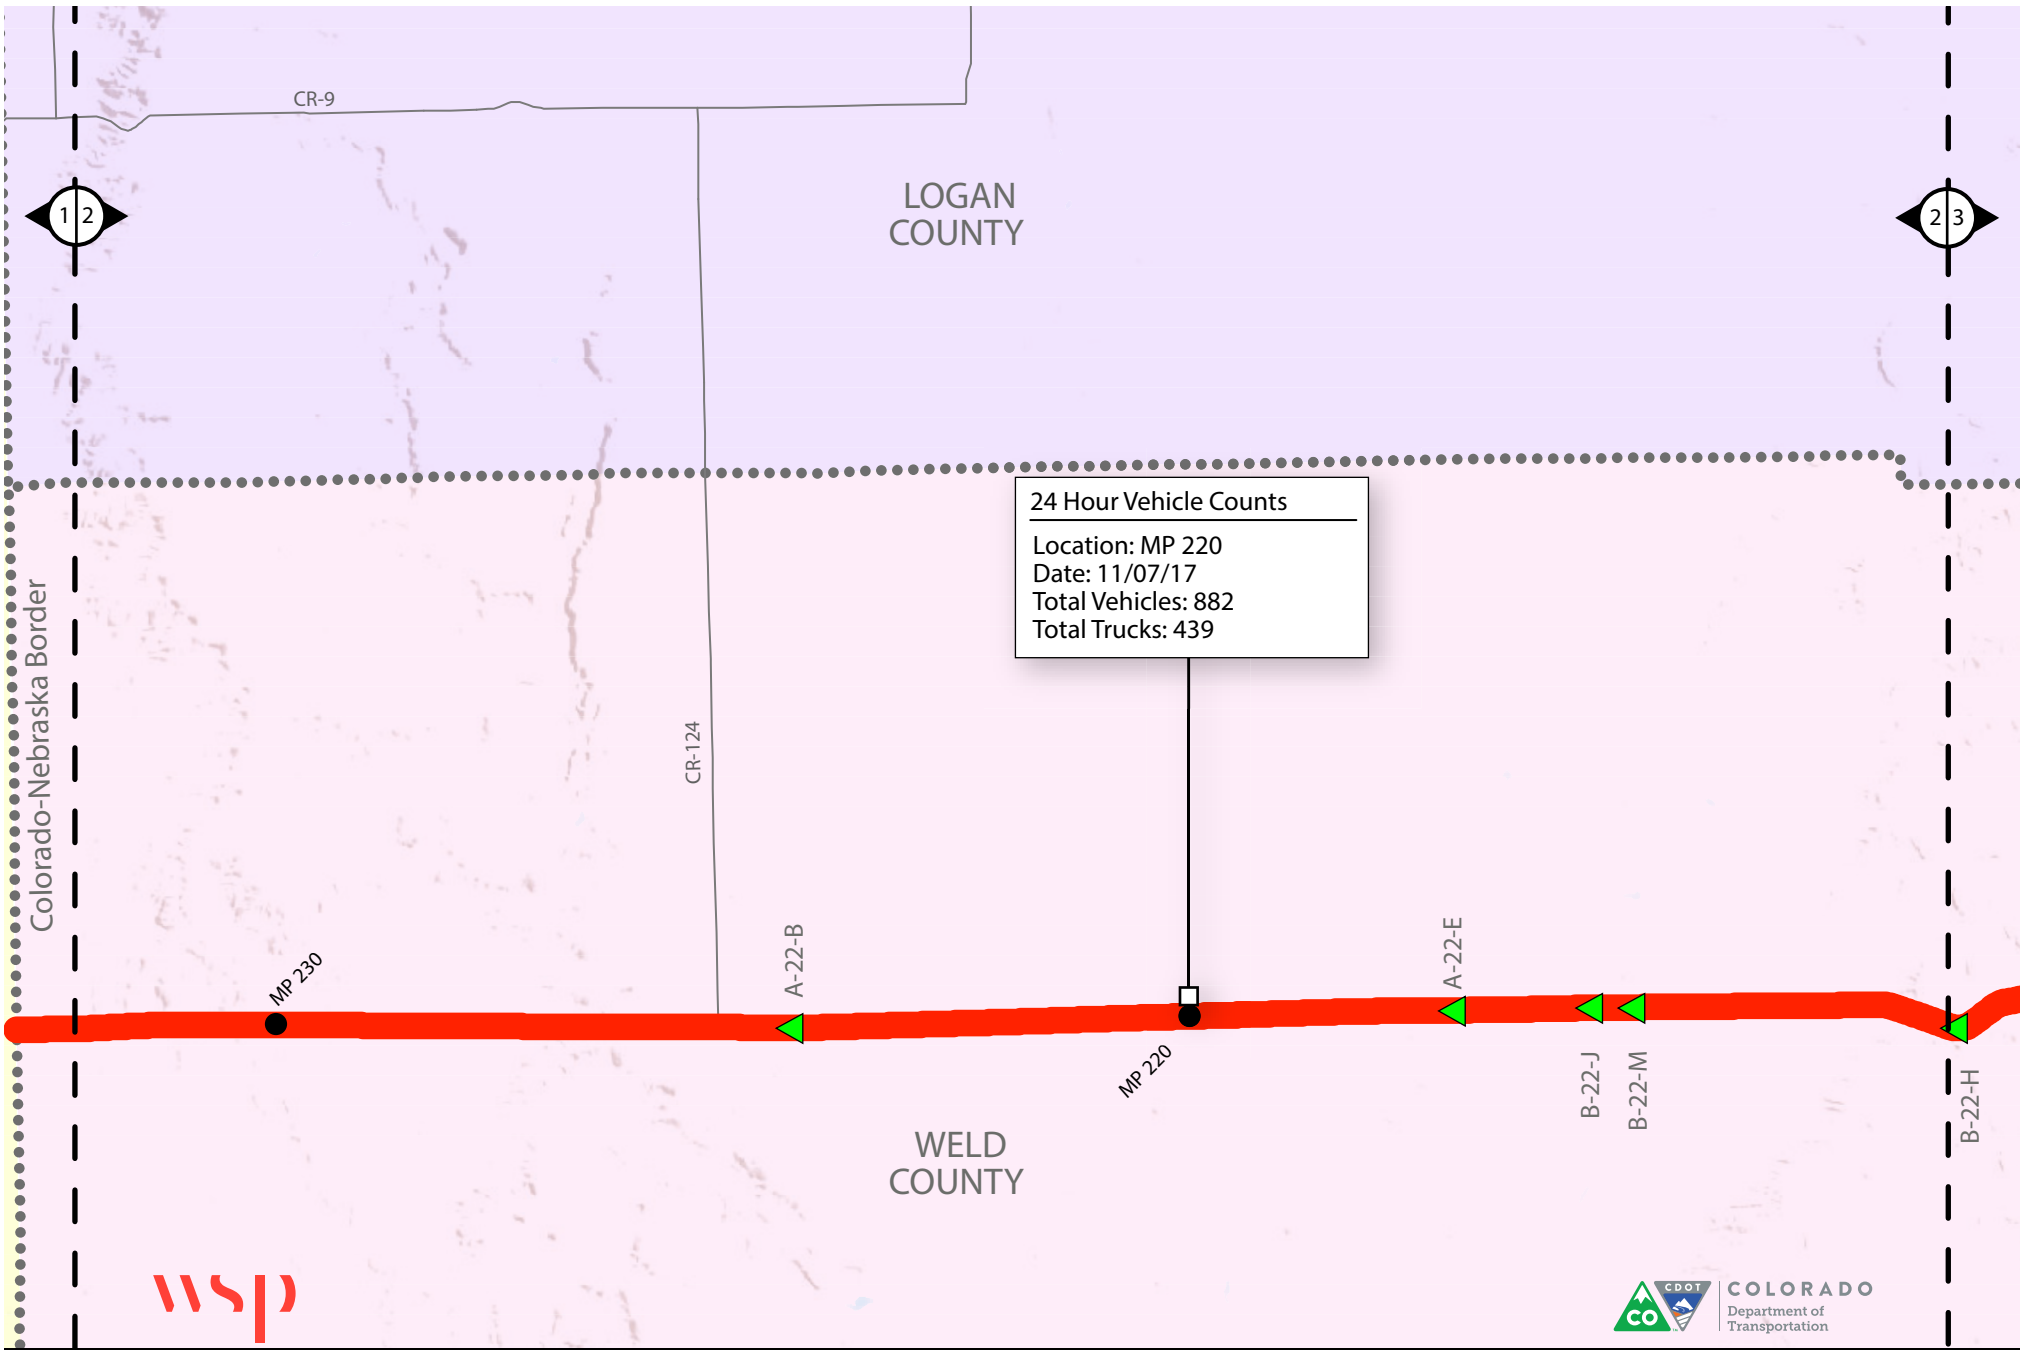 CR-9
1 2
LOGAN
COUNTY
2 3
24 Hour Vehicle Counts
Location: MP 220
Date: 11/07/17
Total Vehicles: 882
Total Trucks: 439
Colorado-Nebraska Border
CR-124
MP 230
A-22-B
A-22-E
MP 220
B-22-J
B-22-M
B-22-H
WELD
COUNTY
wsp
CO
CDOT
COLORADO
Department of
Transportation